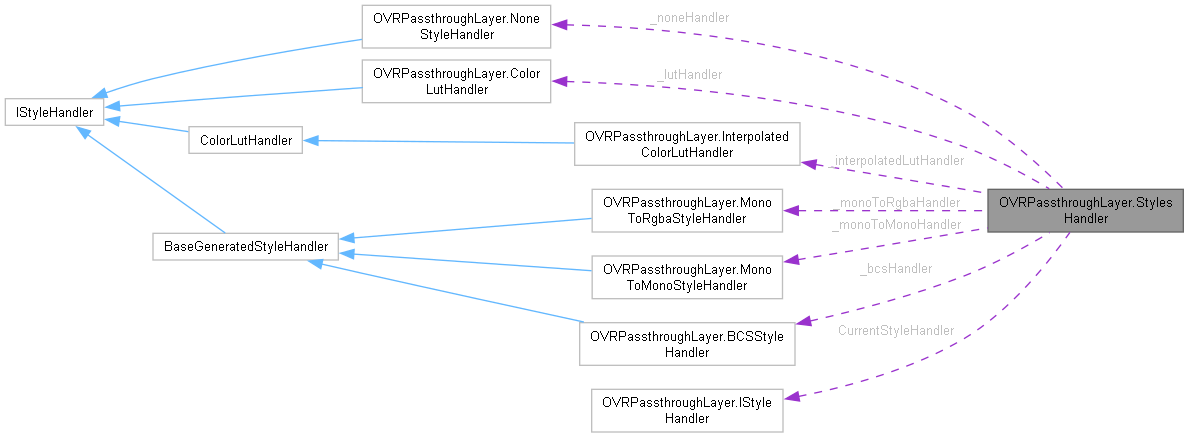 OVRPassthroughLayer.None
StyleHandler
_noneHandler
OVRPassthroughLayer.Color
LutHandler
_lutHandler
IStyleHandler
ColorLutHandler
OVRPassthroughLayer.Interpolated
ColorLutHandler
_interpolatedLutHandler
OVRPassthroughLayer.Mono
ToRgbaStyleHandler
_monoToRgbaHandler
OVRPassthroughLayer.Styles
Handler
_monoToMonoHandler
BaseGeneratedStyleHandler
OVRPassthroughLayer.Mono
ToMonoStyleHandler
_bcsHandler
OVRPassthroughLayer.BCSStyle
Handler
CurrentStyleHandler
OVRPassthroughLayer.IStyle
Handler